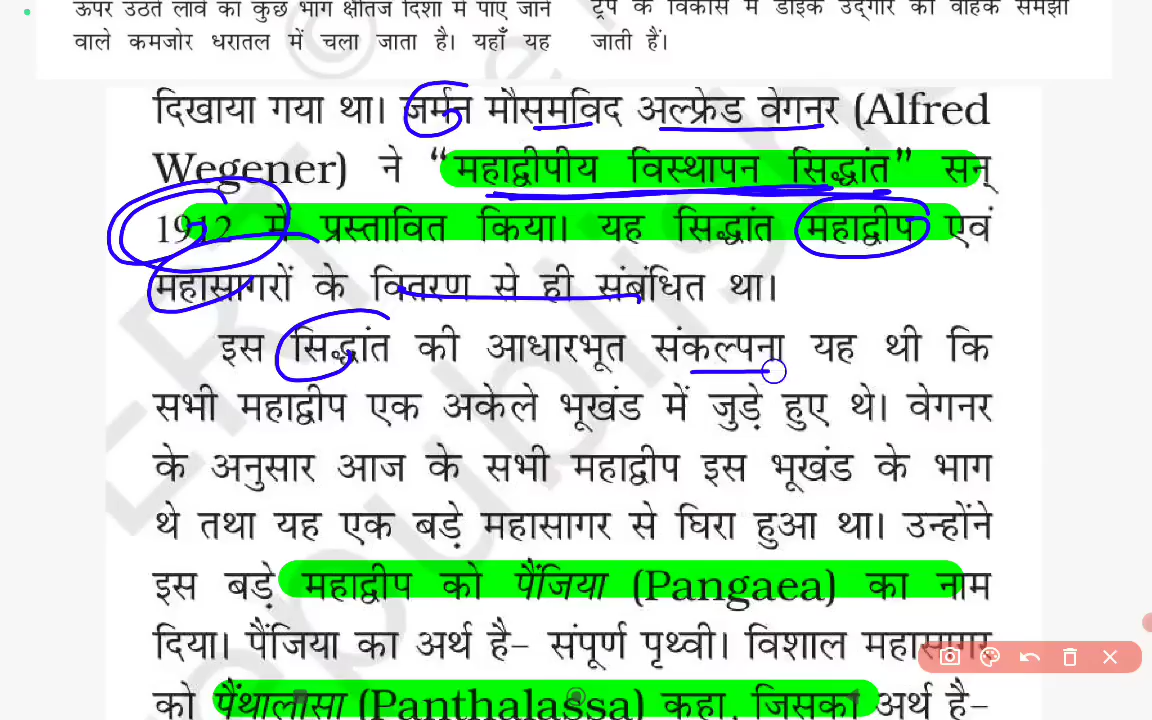 ऊपर उठते लावे का कुछ भाग क्षैतिज दिशा में पाए जाने
वाले कमजोर धरातल में चला जाता है। यहाँ यह
ट्रैप के विकास में डाइक उद्गार की वाहक समझी
जाती हैं।
दिखाया गया था। जर्मन मौसमविद अल्फ्रेड वेगनर (Alfred
Wegener) ने “महाद्वीपीय विस्थापन सिद्धांत” सन्
1912 में प्रस्तावित किया। यह सिद्धांत महाद्वीप एवं
महासागरों के वितरण से ही संबंधित था।
इस सिद्धांत की आधारभूत संकल्पना यह थी कि
सभी महाद्वीप एक अकेले भूखंड में जुड़े हुए थे। वेगनर
के अनुसार आज के सभी महाद्वीप इस भूखंड के भाग
थे तथा यह एक बड़े महासागर से घिरा हुआ था। उन्होंने
इस बड़े महाद्वीप को पैंजिया (Pangaea) का नाम
दिया। पैंजिया का अर्थ है– संपूर्ण पृथ्वी। विशाल महासागर
को पैंथालासा (Panthalassa) कहा, जिसका अर्थ है–